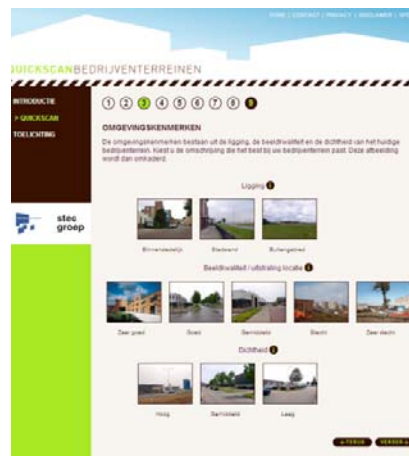 HOME | CONTACT | PRIVACY | DISCLAIMER |
QUICKSCAN BEDRIJVENTERREINEN
INTRODUCTIE
> QUICKSCAN
TOELICHTING
stec
groep
1 2 3 4 5 6 7 8 9
OMGEVINGSKENMERKEN
De omgevingskenmerken bestaan uit de ligging, de beeldkwaliteit en de dichtheid van het huidige
bedrijventerrein. Kiest u de omschrijving die het best bij uw bedrijventerrein past. Deze afbeelding
wordt dan omkaderd.
Ligging
Binnenstedelijk Stadsrand Buitengebied
Beeldkwaliteit / uitstraling locatie
Zeer goed Goed Gemiddeld Slecht Zeer slecht
Dichtheid
Hoog Gemiddeld Laag
TERUG VERDER